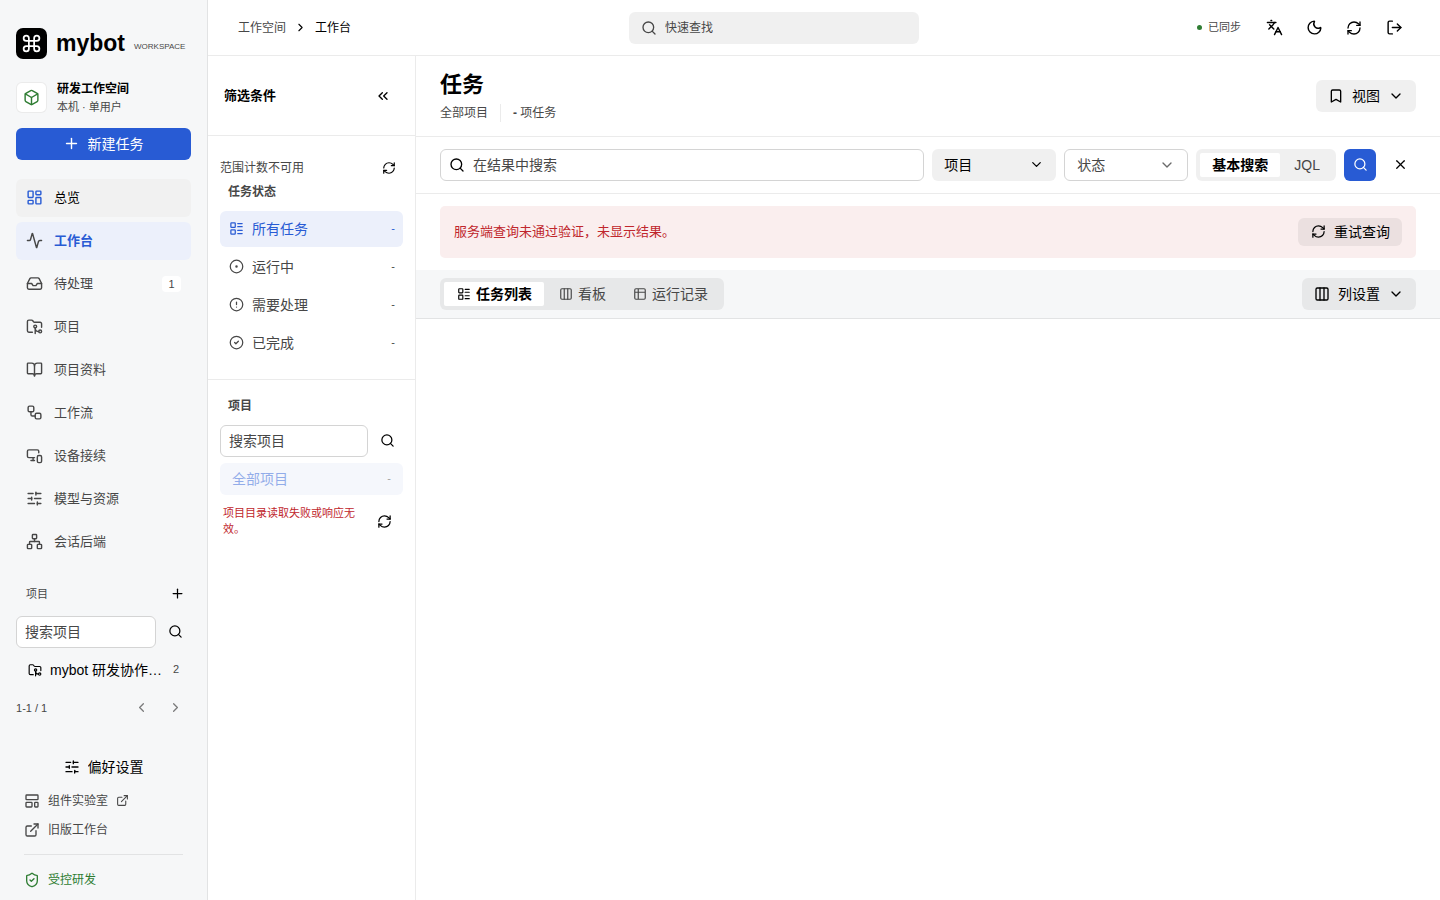 mybot WORKSPACE
研发工作空间
本机 · 单用户
新建任务
总览
工作台
待处理 1
项目
项目资料
工作流
设备接续
模型与资源
会话后端
项目
搜索项目
mybot 研发协作… 2
1-1 / 1
偏好设置
组件实验室
旧版工作台
受控研发
工作空间 工作台
快速查找
已同步
筛选条件
范围计数不可用
任务状态
所有任务 -
运行中 -
需要处理 -
已完成 -
项目
搜索项目
全部项目 -
项目目录读取失败或响应无
效。
任务
全部项目 - 项任务
视图
在结果中搜索 项目 状态 基本搜索 JQL
服务端查询未通过验证，未显示结果。 重试查询
任务列表 看板 运行记录 列设置